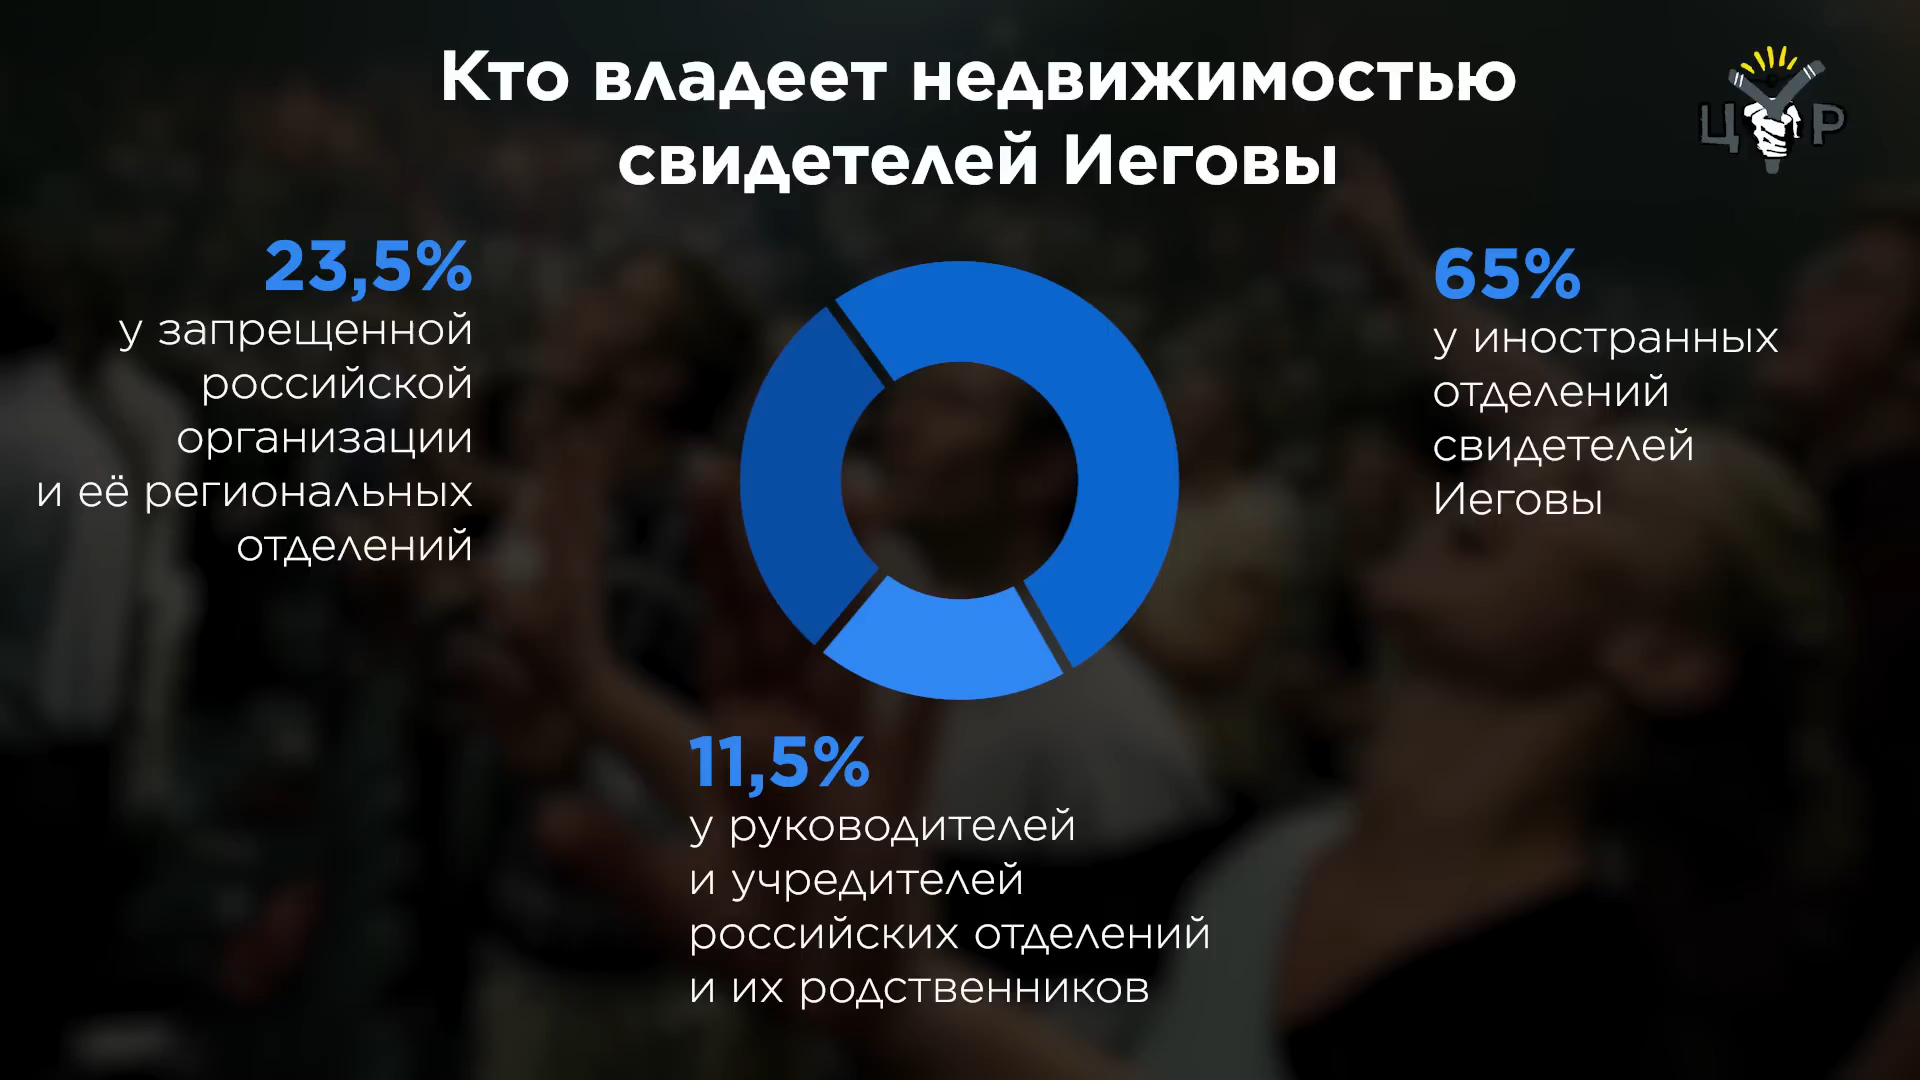 Кто владеет недвижимостью
свидетелей Иеговы
ЦУР
23,5%
у запрещенной
российской
организации
и её региональных
отделений
65%
у иностранных
отделений
свидетелей
Иеговы
11,5%
у руководителей
и учредителей
российских отделений
и их родственников